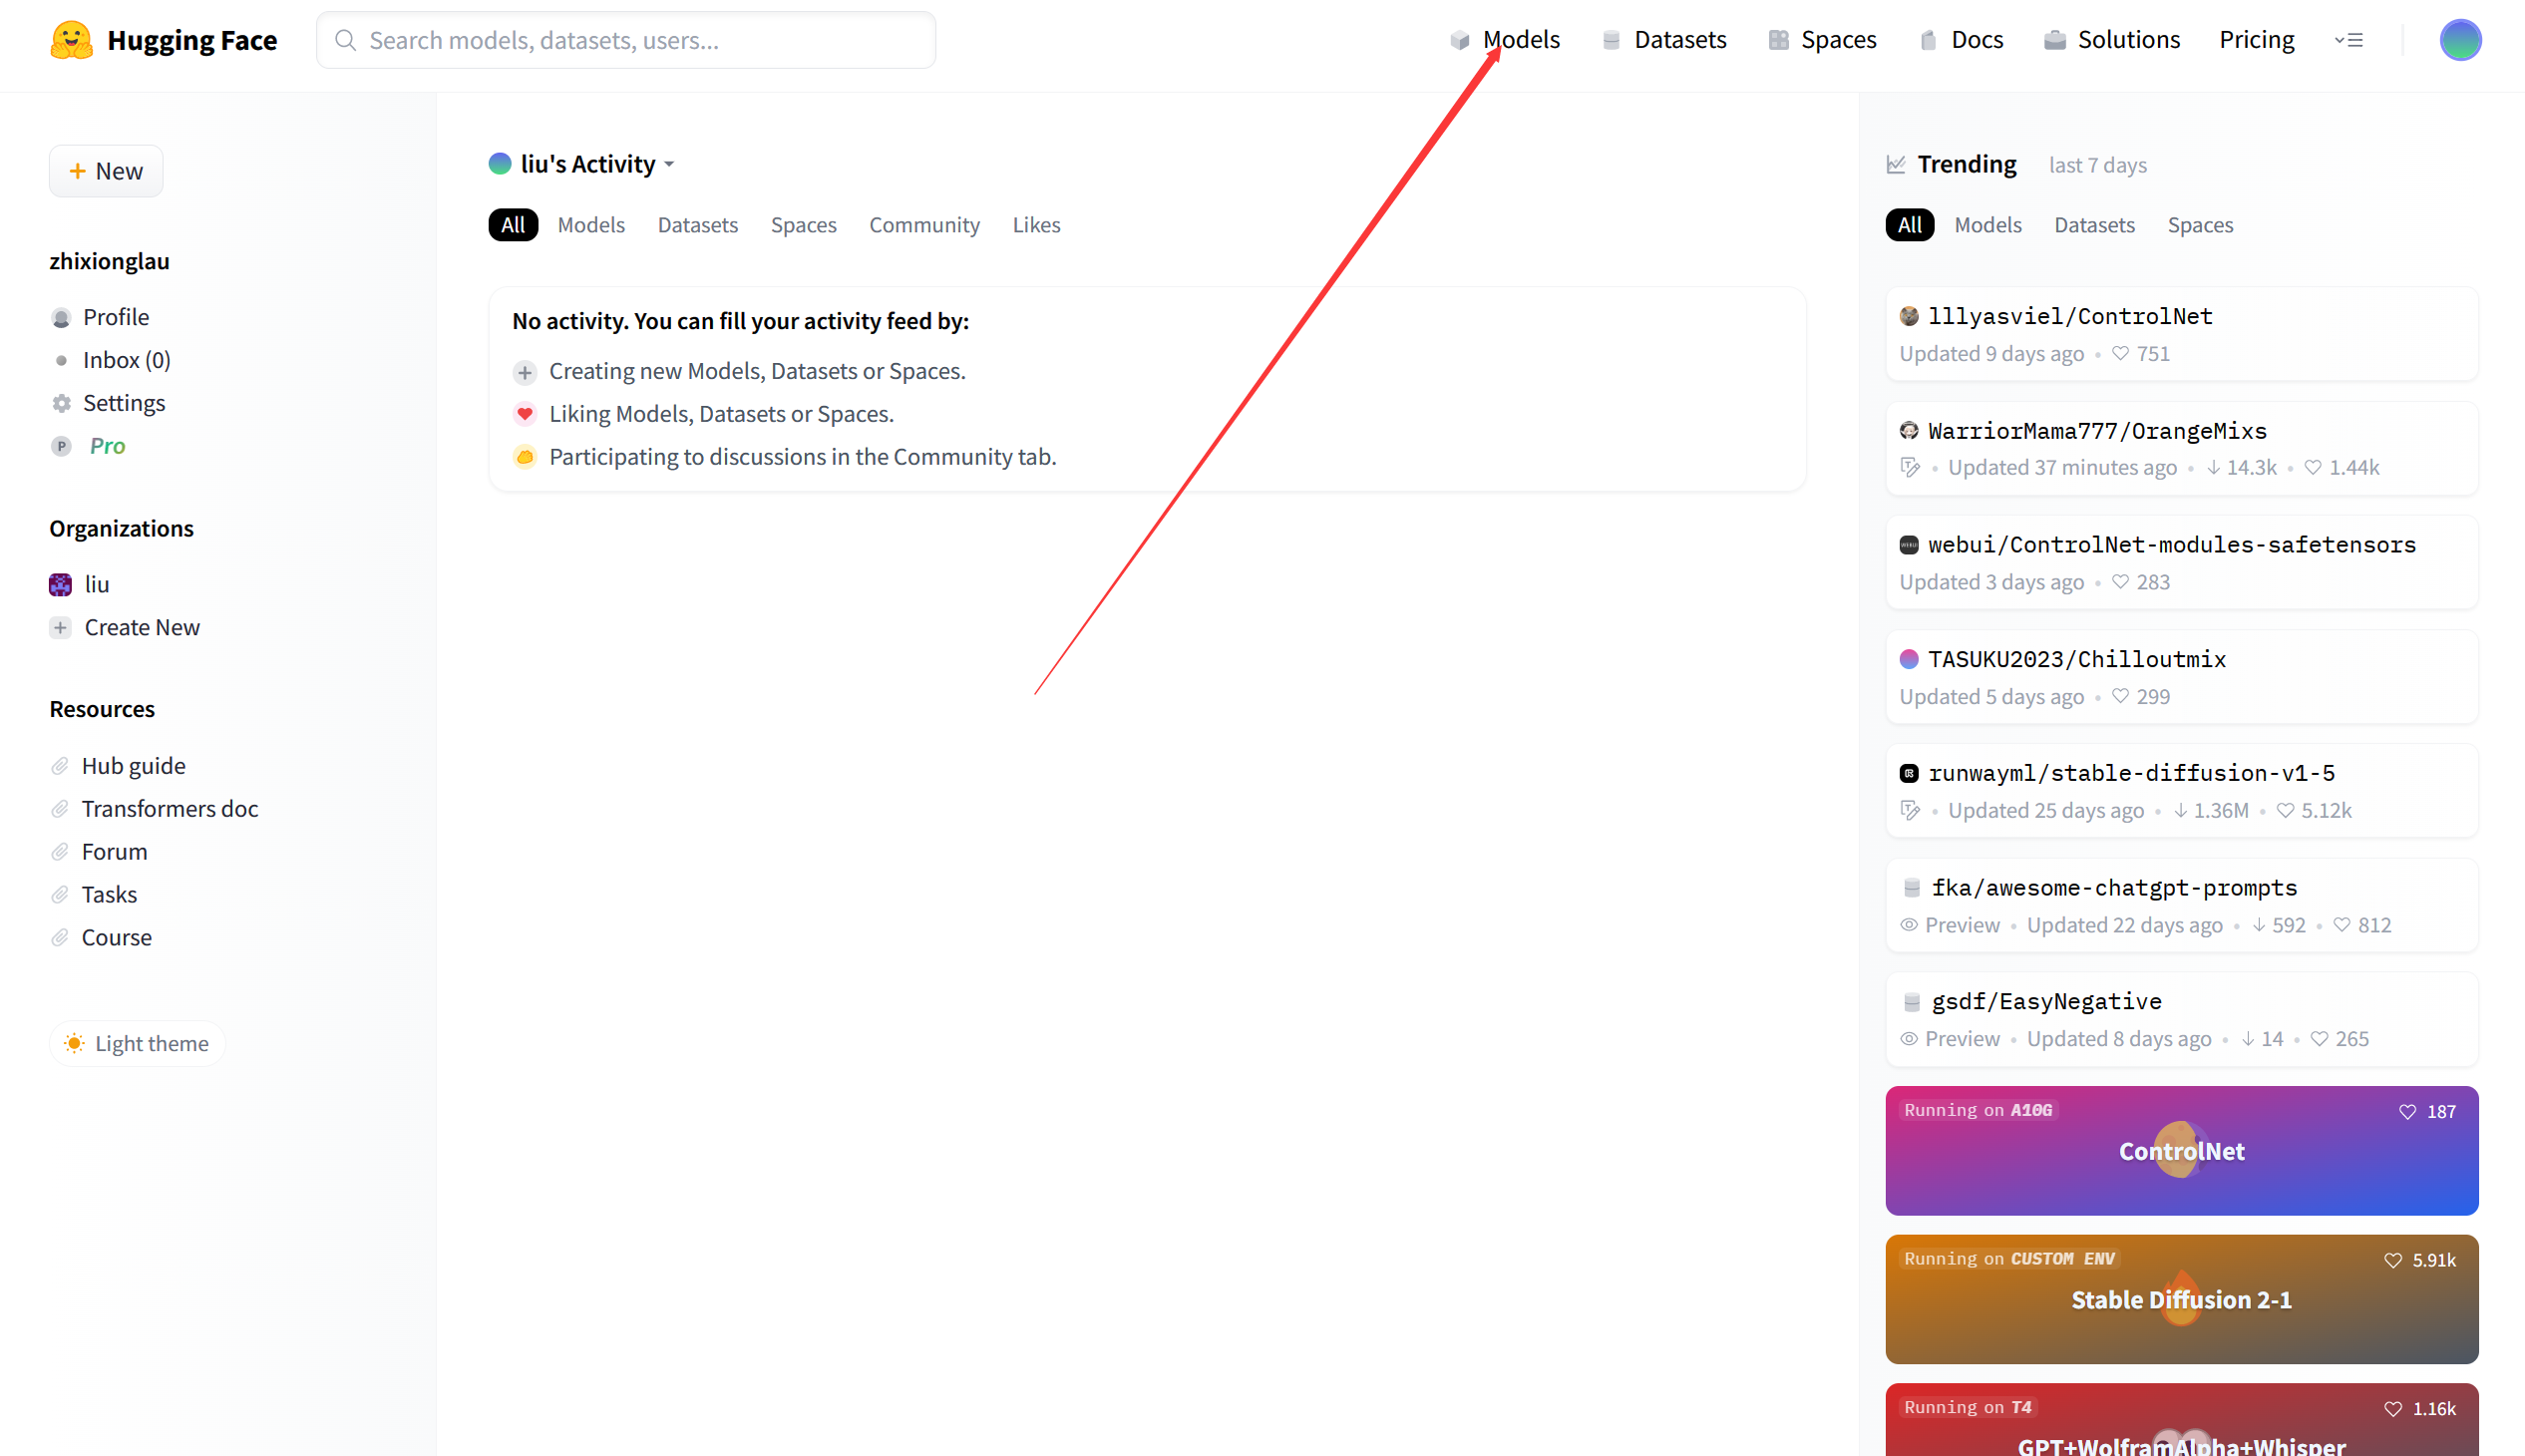 Hugging Face
Search models, datasets, users...
Models
Datasets
Spaces
Docs
Solutions
Pricing
New
zhixionglau
Profile
Inbox (0)
Settings
P Pro
Organizations
liu
Create New
Resources
Hub guide
Transformers doc
Forum
Tasks
Course
Light theme
liu's Activity
All Models Datasets Spaces Community Likes
No activity. You can fill your activity feed by:
Creating new Models, Datasets or Spaces.
Liking Models, Datasets or Spaces.
Participating to discussions in the Community tab.
Trending last 7 days
All Models Datasets Spaces
lllyasviel/ControlNet
Updated 9 days ago • 751
WarriorMama777/OrangeMixs
• Updated 37 minutes ago • ↓ 14.3k • 1.44k
webui/ControlNet-modules-safetensors
Updated 3 days ago • 283
TASUKU2023/Chilloutmix
Updated 5 days ago • 299
runwayml/stable-diffusion-v1-5
• Updated 25 days ago • ↓ 1.36M • 5.12k
fka/awesome-chatgpt-prompts
Preview • Updated 22 days ago • ↓ 592 • 812
gsdf/EasyNegative
Preview • Updated 8 days ago • ↓ 14 • 265
Running on A10G 187
ControlNet
Running on CUSTOM ENV 5.91k
Stable Diffusion 2-1
Running on T4 1.16k
GPT+WolframAlpha+Whisper